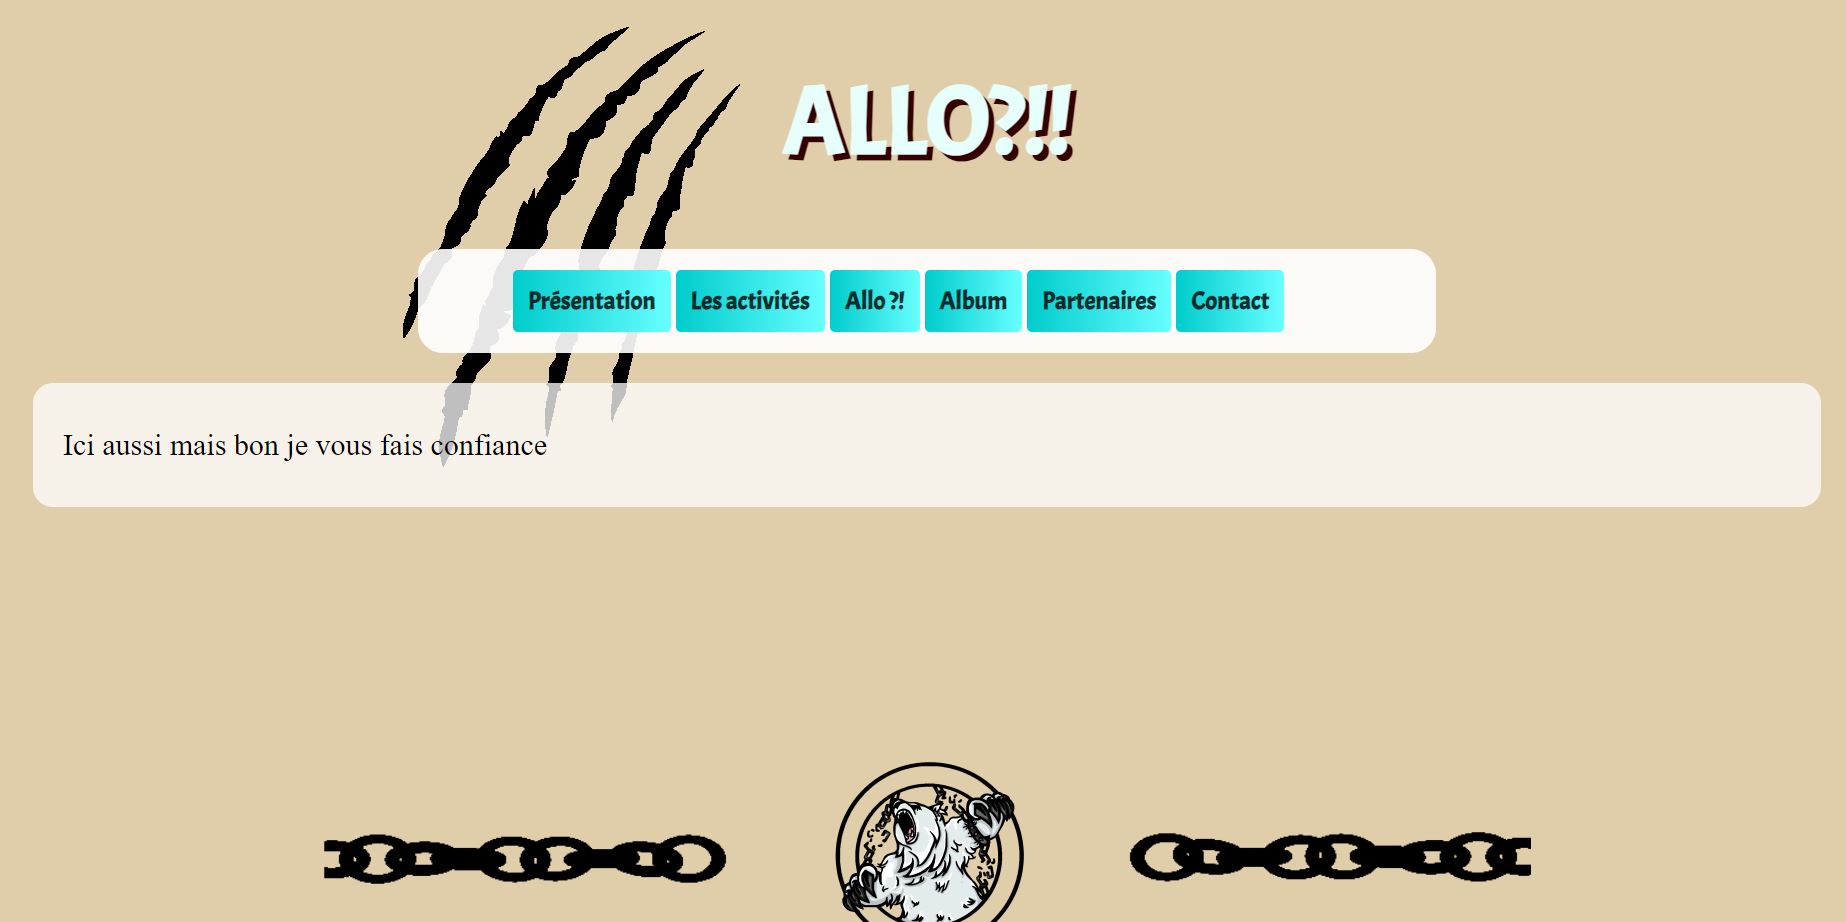 ALLO?!!
Présentation Les activités Allo ?! Album Partenaires Contact
Ici aussi mais bon je vous fais confiance